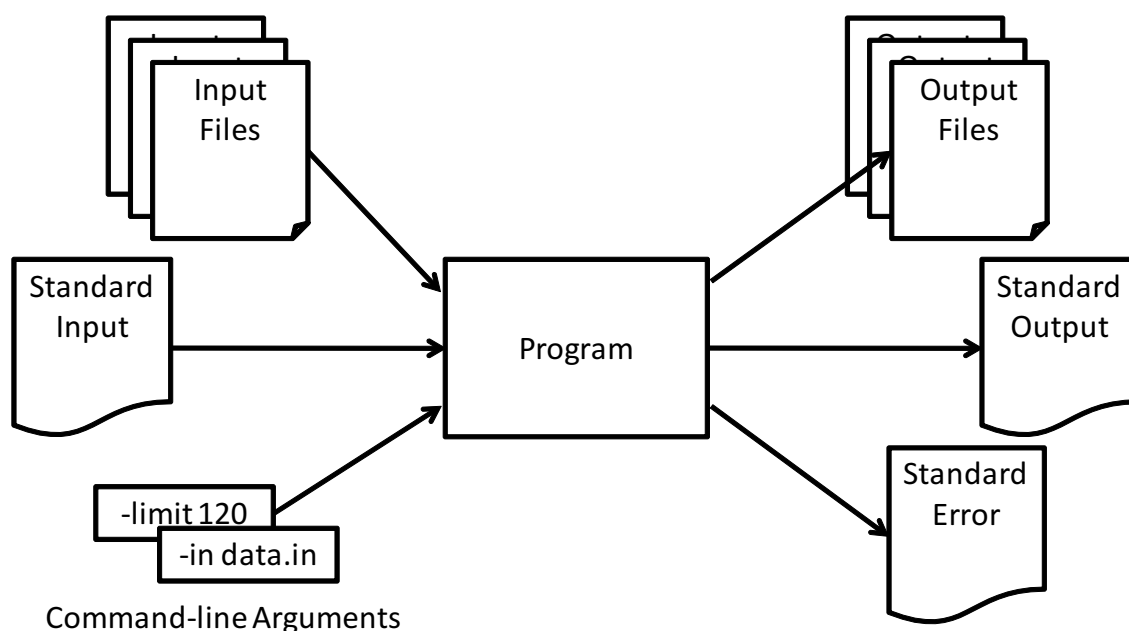 Input
Files
Output
Files
Standard
Input
Program
Standard
Output
-limit 120
-in data.in
Standard
Error
Command-line Arguments